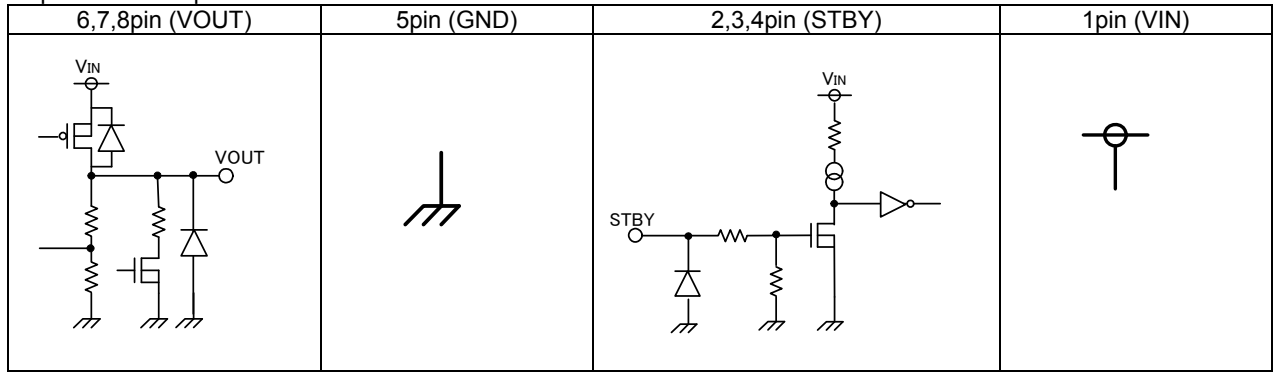 6,7,8pin (VOUT)
5pin (GND)
2,3,4pin (STBY)
1pin (VIN)
VIN
VOUT
VIN
STBY